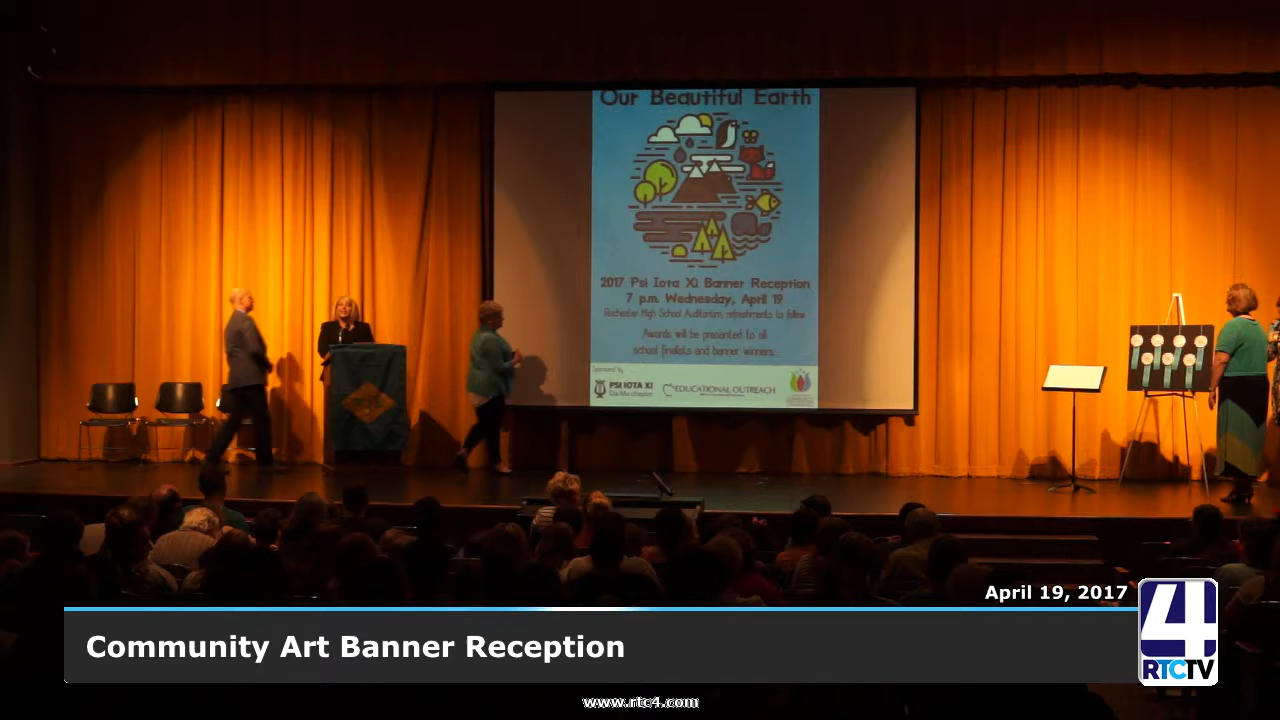 Our Beautiful Earth
2017 Psi Iota Xi Banner Reception
7 p.m. Wednesday, April 19
Rochester High School Auditorium, refreshments to follow
Awards will be presented to all
school finalists and banner winners.
Sponsored by
PSI IOTA XI
EDUCATIONAL OUTREACH
April 19, 2017
Community Art Banner Reception
4
RTCTV
www.rtc4.com